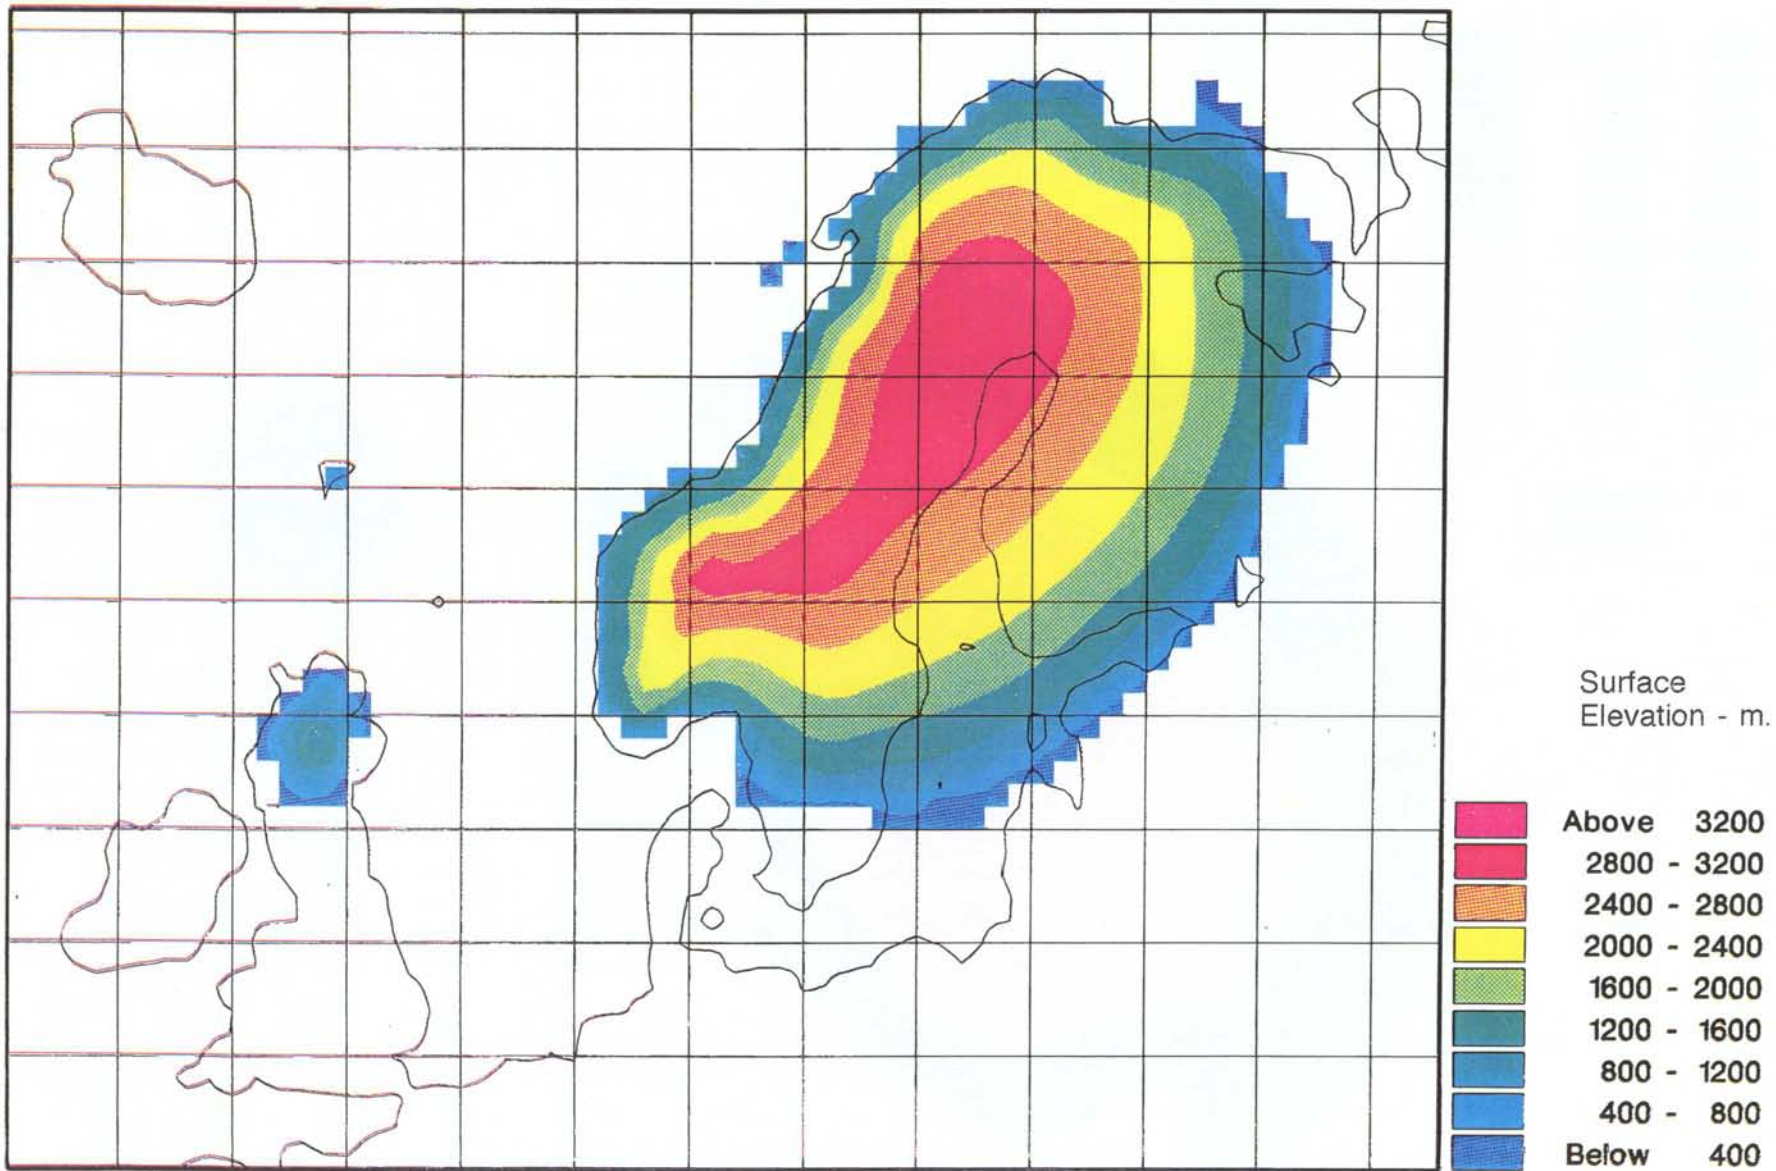 Surface
Elevation - m.
Above 3200
2800 - 3200
2400 - 2800
2000 - 2400
1600 - 2000
1200 - 1600
800 - 1200
400 - 800
Below 400